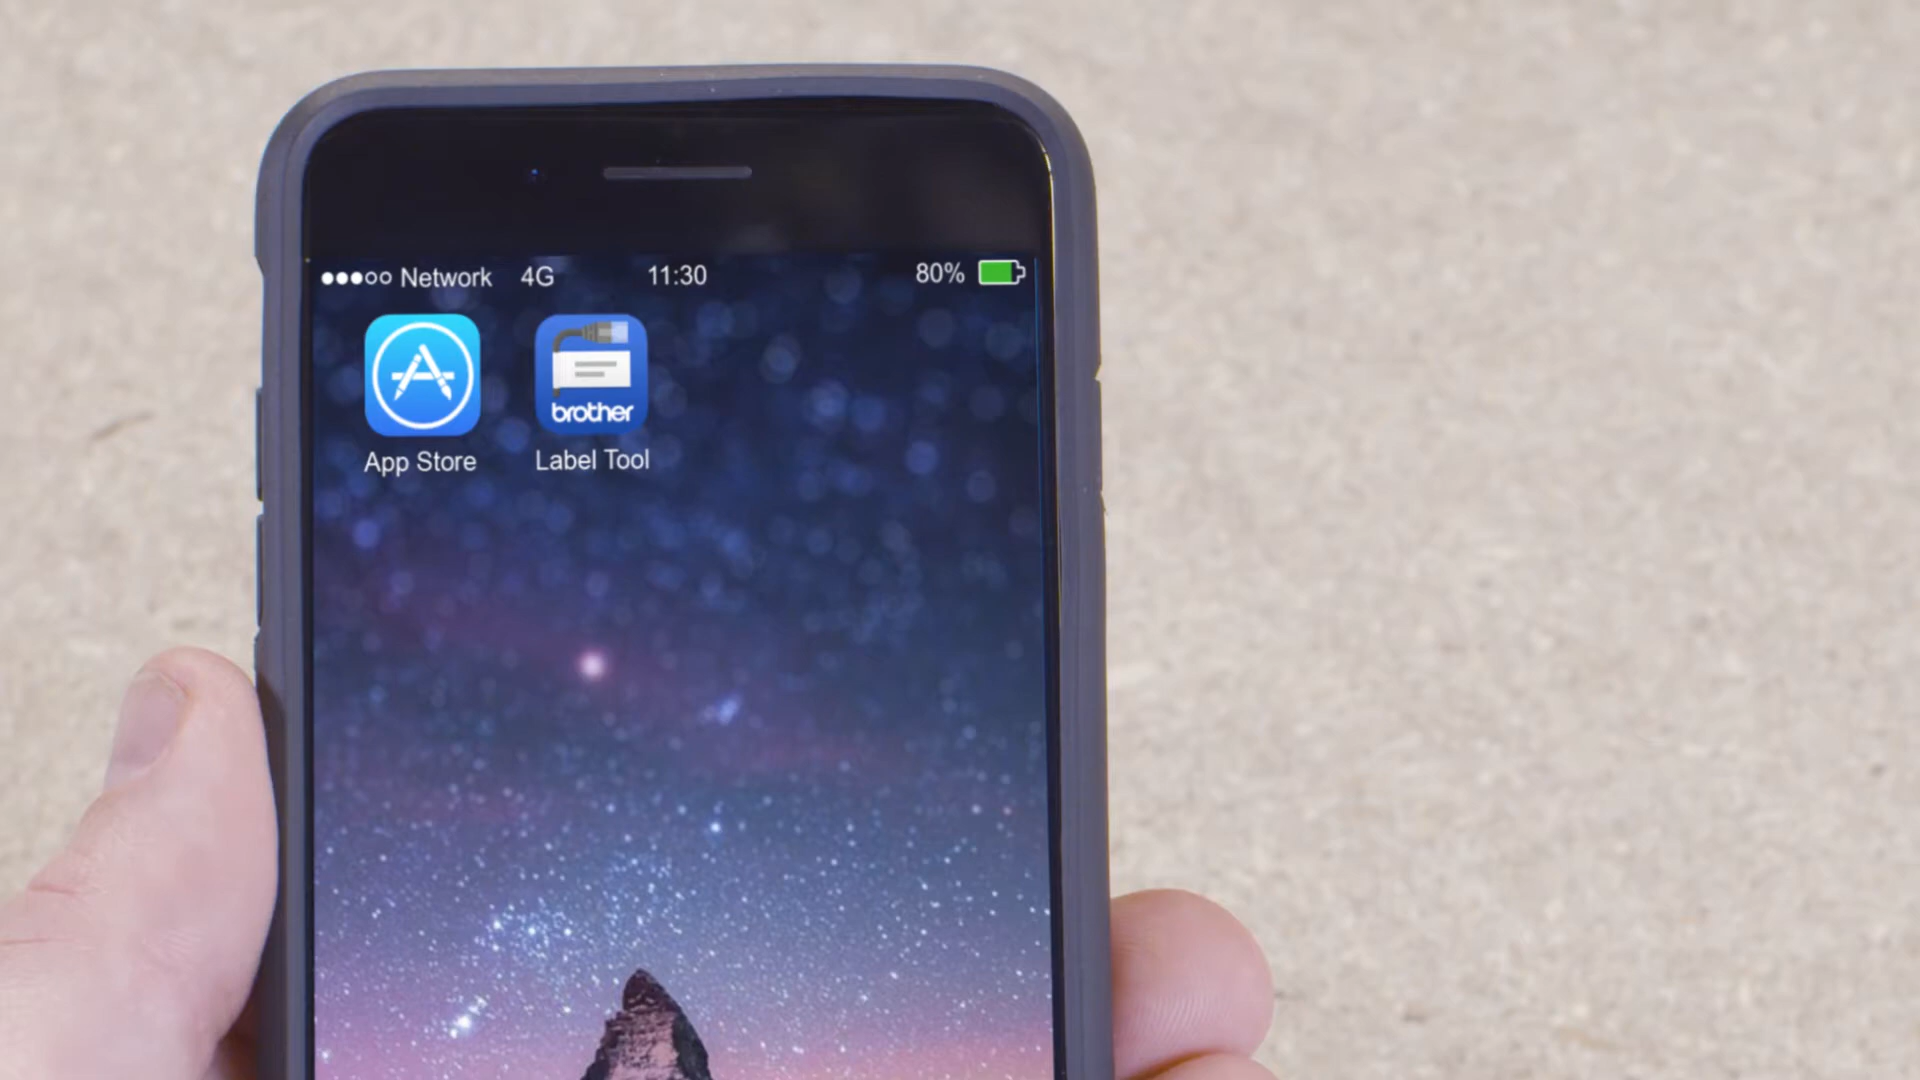 ●●●○○ Network 4G 11:30 80%
brother
App Store Label Tool